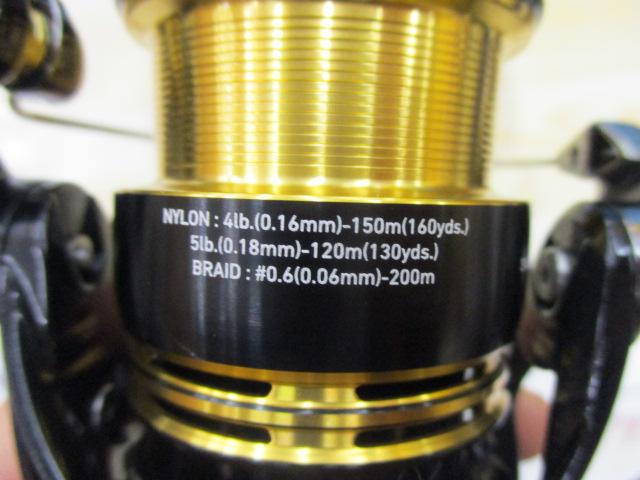 NYLON : 4lb.(0.16mm)-150m(160yds.)
5lb.(0.18mm)-120m(130yds.)
BRAID : #0.6(0.06mm)-200m